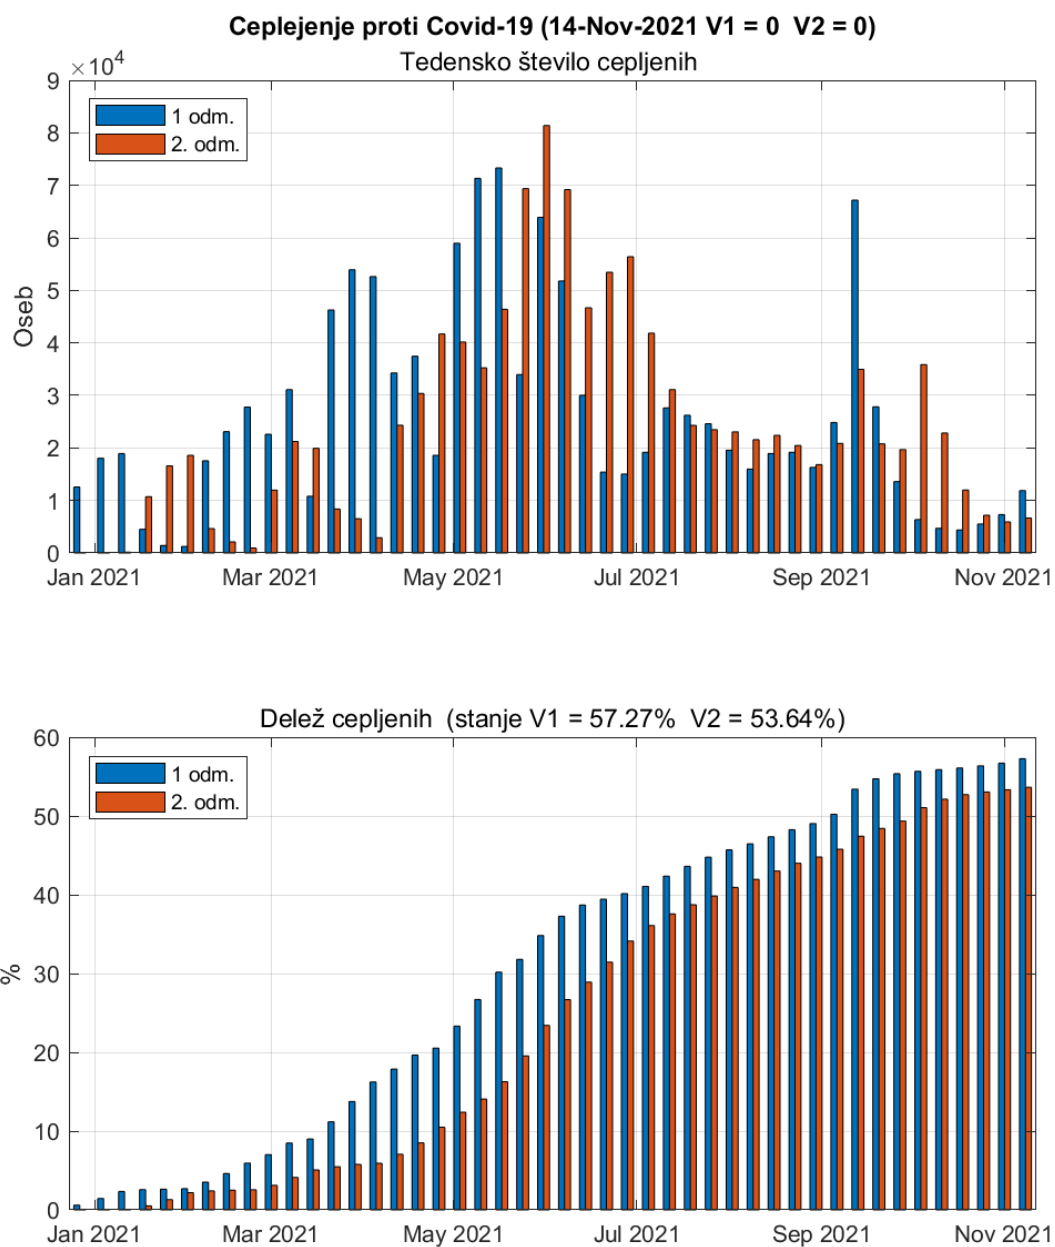 Ceplejenje proti Covid-19 (14-Nov-2021 V1 = 0  V2 = 0)
Tedensko število cepljenih
×10⁴
9
8
7
6
5
4
3
2
1
0
Oseb
1 odm.
2. odm.
Jan 2021
Mar 2021
May 2021
Jul 2021
Sep 2021
Nov 2021
Delež cepljenih  (stanje V1 = 57.27%  V2 = 53.64%)
60
50
40
30
20
10
0
%
1 odm.
2. odm.
Jan 2021
Mar 2021
May 2021
Jul 2021
Sep 2021
Nov 2021